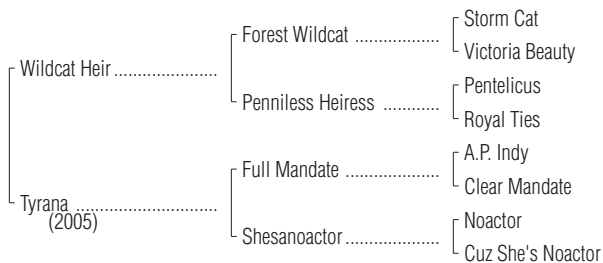 Storm Cat
Forest Wildcat ..................
Victoria Beauty
Wildcat Heir ......................
Pentelicus
Penniless Heiress ............
Royal Ties
A.P. Indy
Full Mandate ....................
Clear Mandate
Tyrana ..............................
(2005)
Noactor
Shesanoactor....................
Cuz She's Noactor